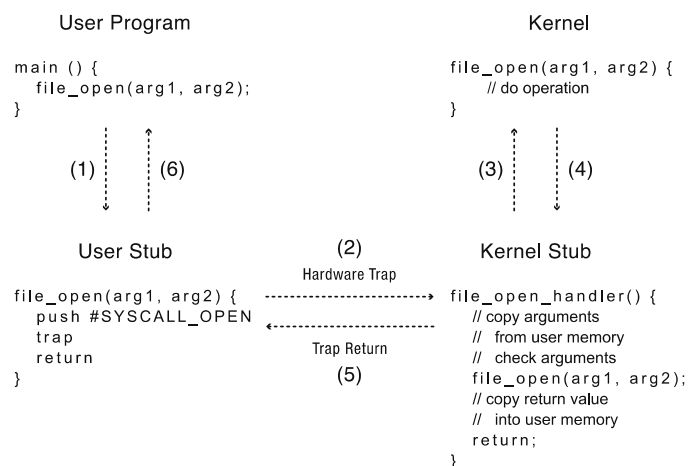 User Program
main () {
file_open(arg1, arg2);
}
(1)
(6)
Kernel
file_open(arg1, arg2) {
// do operation
}
(3)
(4)
User Stub
file_open(arg1, arg2) {
push #SYSCALL_OPEN
trap
return
}
(2)
Hardware Trap
Trap Return
(5)
Kernel Stub
file_open_handler() {
// copy arguments
// from user memory
// check arguments
file_open(arg1, arg2);
// copy return value
// into user memory
return;
}